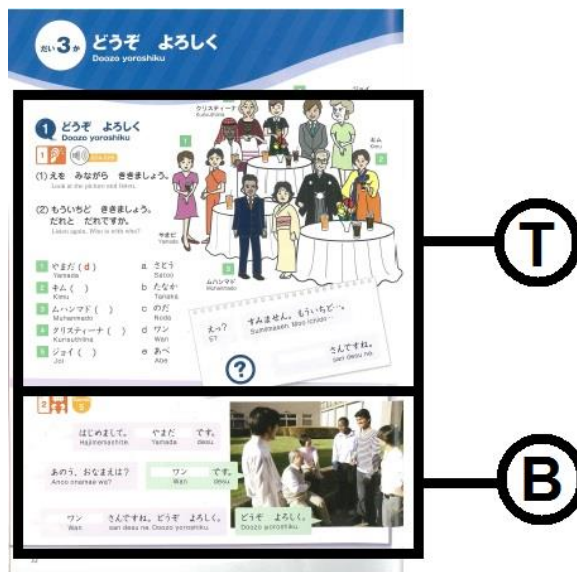 だい3か どうぞ よろしく
Doozo yoroshiku
ジョイ
クリスティーナ
Kurisuthiina
1 どうぞ よろしく
Doozo yoroshiku
1
1
キム
Kimu
2
(1) えを みながら ききましょう。
Look at the picture and listen.
(2) もういちど ききましょう。
だれと だれですか。
Listen again. Who is with who?
やまだ
Yamada
3
ムハンマド
Muhanmado
1 やまだ (d) a さとう
Yamada Satoo
2 キム ( ) b たなか
Kimu Tanaka
3 ムハンマド ( ) c のだ
Muhanmado Noda
4 クリスティーナ ( ) d ワン
Kurisuthiina Wan
5 ジョイ ( ) e あべ
Joi Abe
えっ? すみません。もういちど…。
E? Sumimasen. Moo ichido...
さんですね。
san desu ne.
?
T
2
はじめまして。 やまだ です。
Hajimemashite. Yamada desu.
あのう、おなまえは? ワン です。
Anoo onamae wa? Wan desu.
ワン さんですね。どうぞ よろしく。 どうぞ よろしく。
Wan san desu ne. Doozo yoroshiku. Doozo yoroshiku.
B